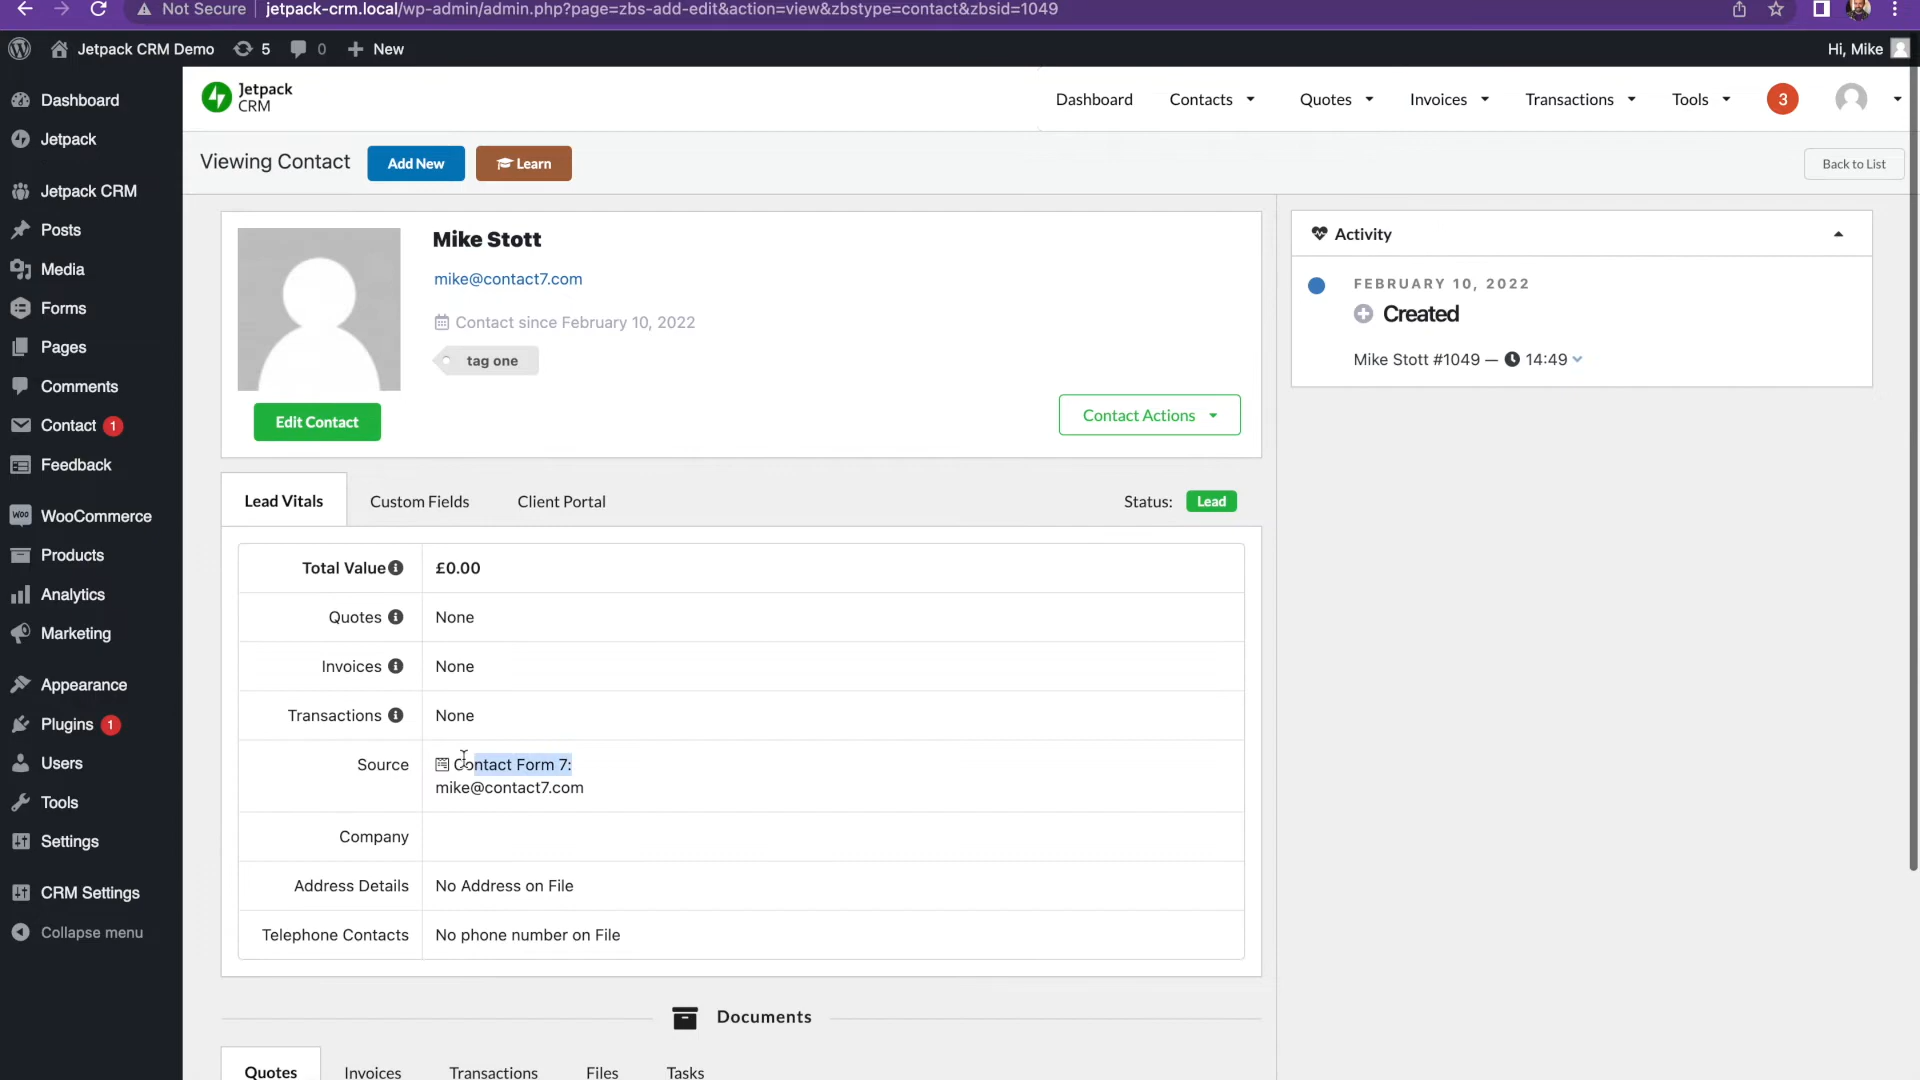 Not Secure jetpack-crm.local/wp-admin/admin.php?page=zbs-add-edit&action=view&zbstype=contact&zbsid=1049
Jetpack CRM Demo 5 0 New Hi, Mike
Dashboard
Jetpack
Jetpack CRM
Posts
Media
Forms
Pages
Comments
Contact 1
Feedback
WooCommerce
Products
Analytics
Marketing
Appearance
Plugins 1
Users
Tools
Settings
CRM Settings
Collapse menu
Jetpack
CRM
Dashboard Contacts Quotes Invoices Transactions Tools 3
Viewing Contact Add New Learn Back to List
Mike Stott
mike@contact7.com
Contact since February 10, 2022
tag one
Edit Contact
Contact Actions
Activity
FEBRUARY 10, 2022
Created
Mike Stott #1049 — 14:49
Lead Vitals Custom Fields Client Portal Status: Lead
Total Value £0.00
Quotes None
Invoices None
Transactions None
Source Contact Form 7:
mike@contact7.com
Company
Address Details No Address on File
Telephone Contacts No phone number on File
Documents
Quotes Invoices Transactions Files Tasks